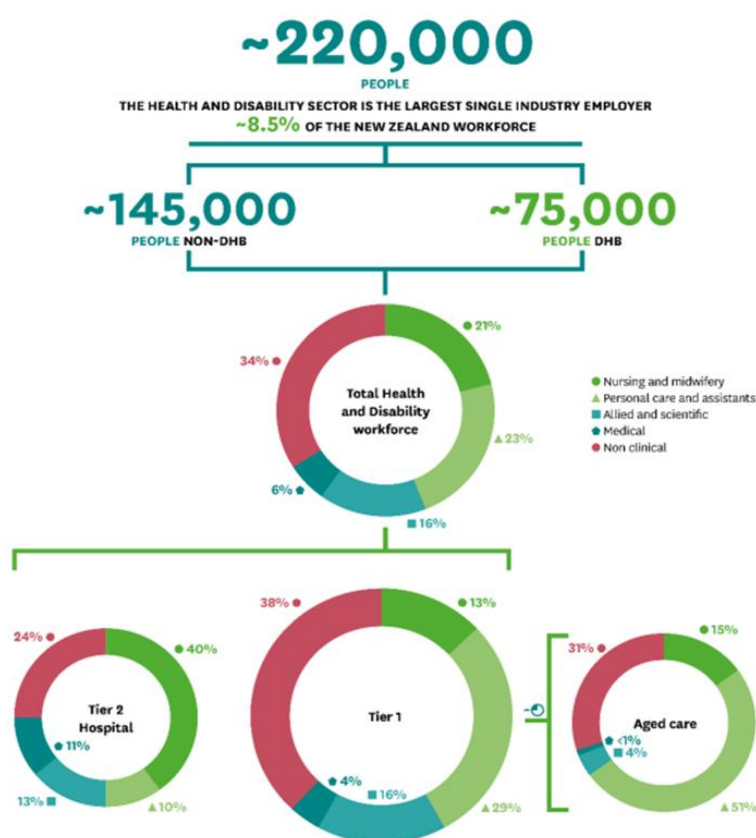 ~220,000
PEOPLE
THE HEALTH AND DISABILITY SECTOR IS THE LARGEST SINGLE INDUSTRY EMPLOYER
~8.5% OF THE NEW ZEALAND WORKFORCE
~145,000
PEOPLE NON-DHB
~75,000
PEOPLE DHB
21%
34%
Total Health
and Disability
workforce
23%
6%
16%
Nursing and midwifery
Personal care and assistants
Allied and scientific
Medical
Non clinical
24%
40%
Tier 2
Hospital
11%
13%
10%
38%
13%
Tier 1
4%
16%
29%
15%
31%
Aged care
<1%
4%
51%